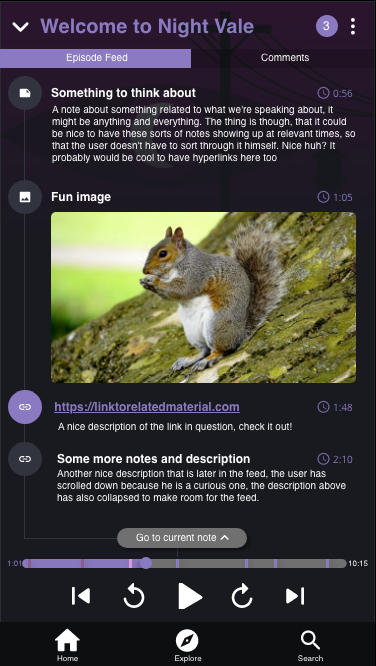 Welcome to Night Vale
3
Episode Feed
Comments
Something to think about
0:56
A note about something related to what we're speaking about, it
might be anything and everything. The thing is though, that it could
be nice to have these sorts of notes showing up at relevant times, so
that the user doesn't have to sort through it himself. Nice huh? It
probably would be cool to have hyperlinks here too
Fun image
1:05
https://linktorelatedmaterial.com
1:48
A nice description of the link in question, check it out!
Some more notes and description
2:10
Another nice description that is later in the feed, the user has
scrolled down because he is a curious one, the description above
has also collapsed to make room for the feed.
Go to current note
1:01
10:15
Home
Explore
Search